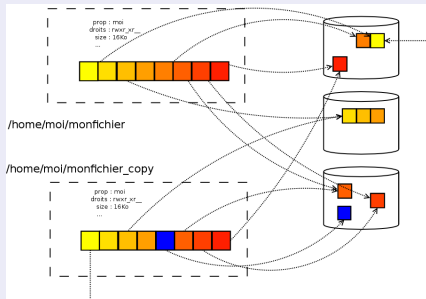 prop : moi
droits : rwxr_xr__
size : 16Ko
...
/home/moi/monfichier
/home/moi/monfichier_copy
prop : moi
droits : rwxr_xr__
size : 16Ko
...